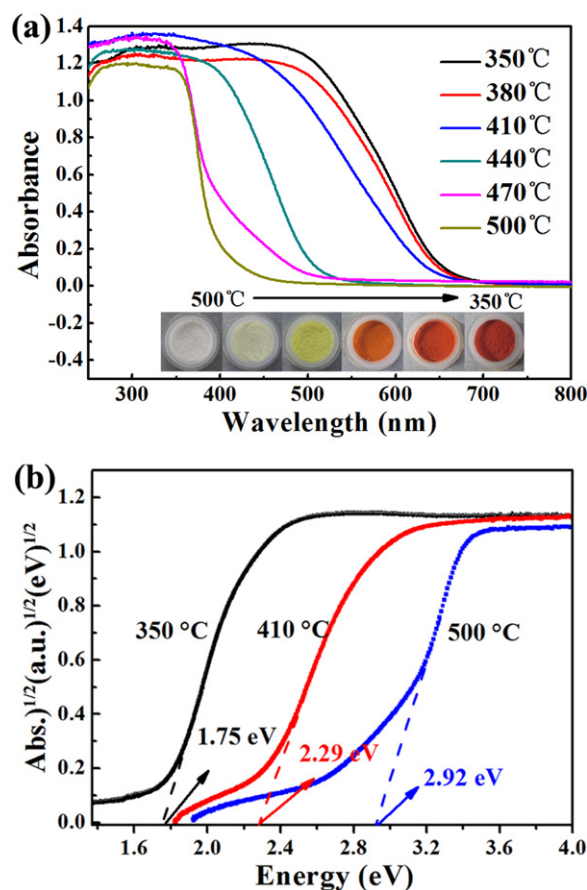 (a)
1.4
1.2
1.0
0.8
0.6
0.4
0.2
0.0
-0.2
-0.4
Absorbance
350℃
380℃
410℃
440℃
470℃
500℃
500℃
350℃
300 400 500 600 700 800
Wavelength (nm)
(b)
1.2
1.0
0.8
0.6
0.4
0.2
0.0
Abs.)1/2(a.u.)1/2(eV)1/2
350 °C
410 °C
500 °C
1.75 eV
2.29 eV
2.92 eV
1.6 2.0 2.4 2.8 3.2 3.6 4.0
Energy (eV)